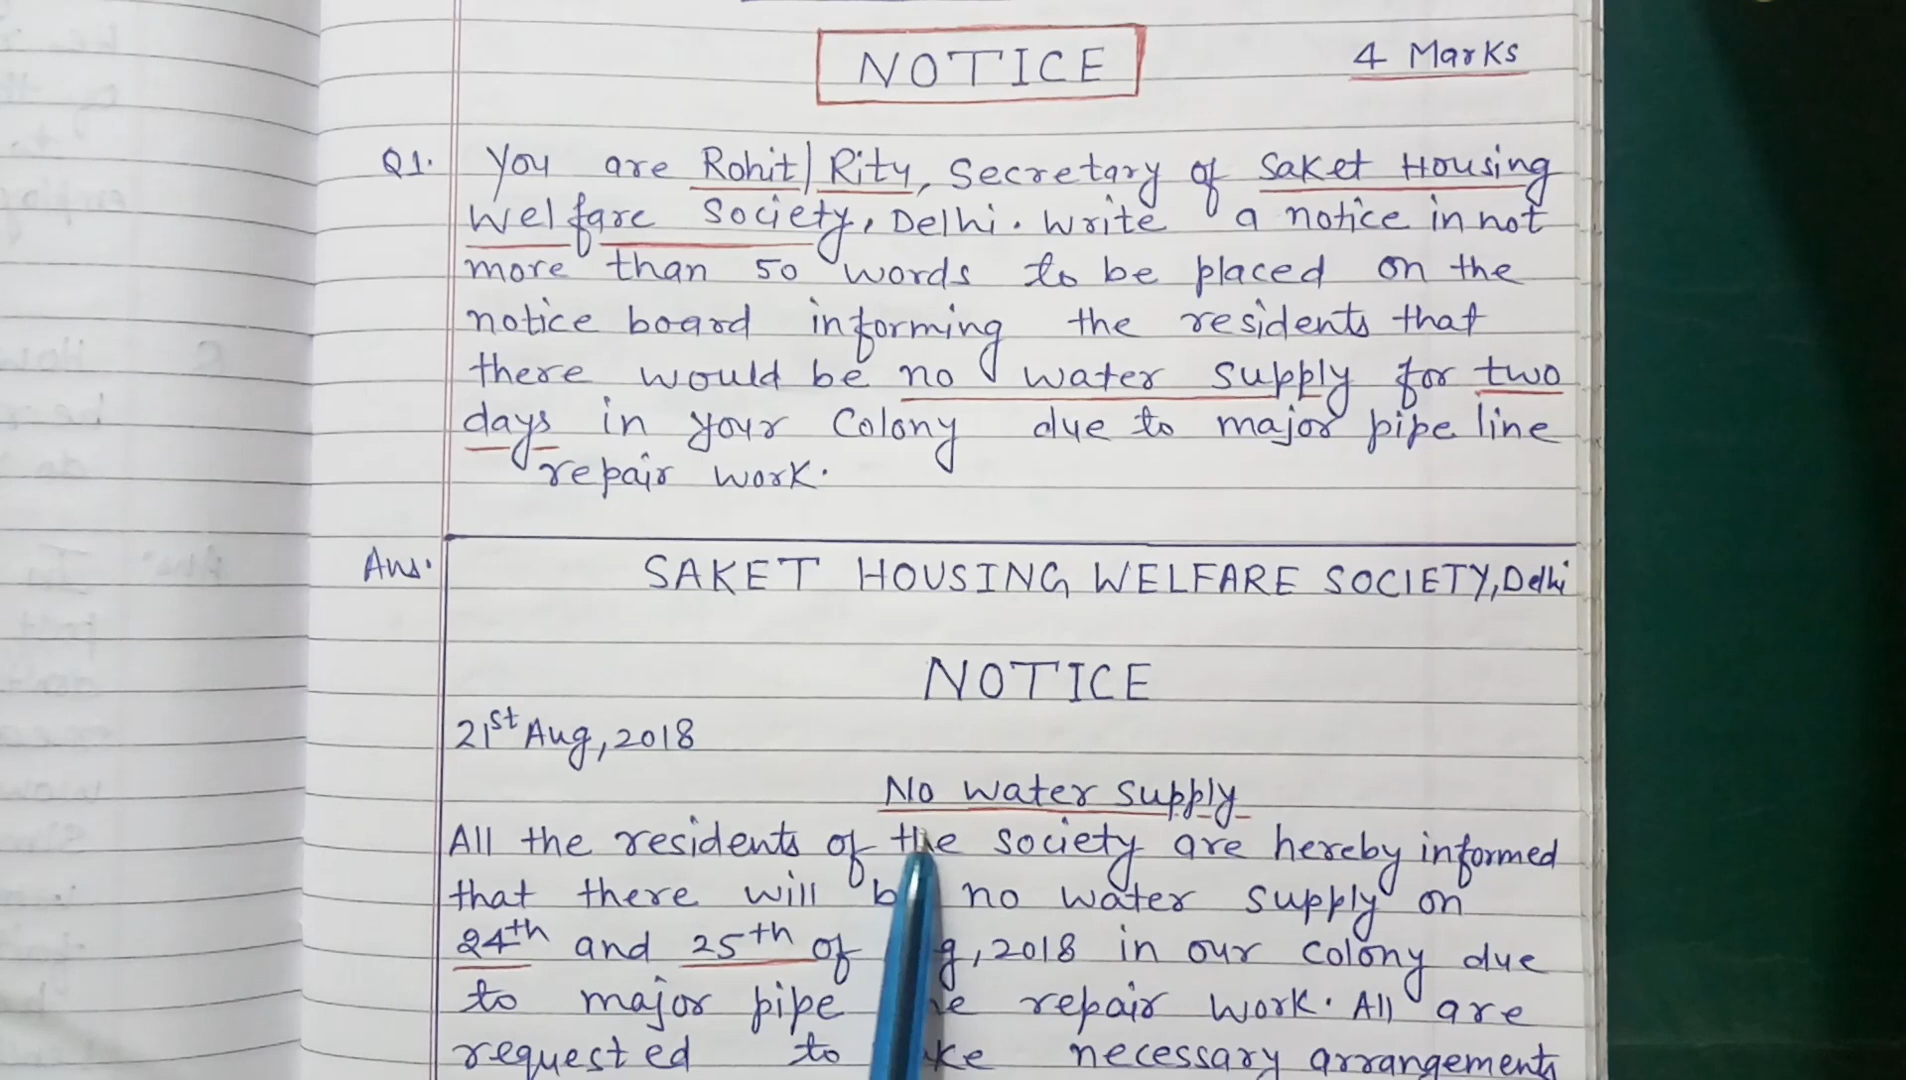 NOTICE
4 Marks
Q1. You are Rohit/Rity, Secretary of Saket Housing
Welfare Society, Delhi. Write a notice in not
more than 50 words to be placed on the
notice board informing the residents that
there would be no water supply for two
days in your Colony due to major pipe line
repair work.
Ans. SAKET HOUSING WELFARE SOCIETY, Delhi
NOTICE
21st Aug, 2018
No water supply
All the residents of the society are hereby informed
that there will no water supply on
24th and 25th of , 2018 in our colony due
to major pipe repair work. All are
requested to necessary arrangements